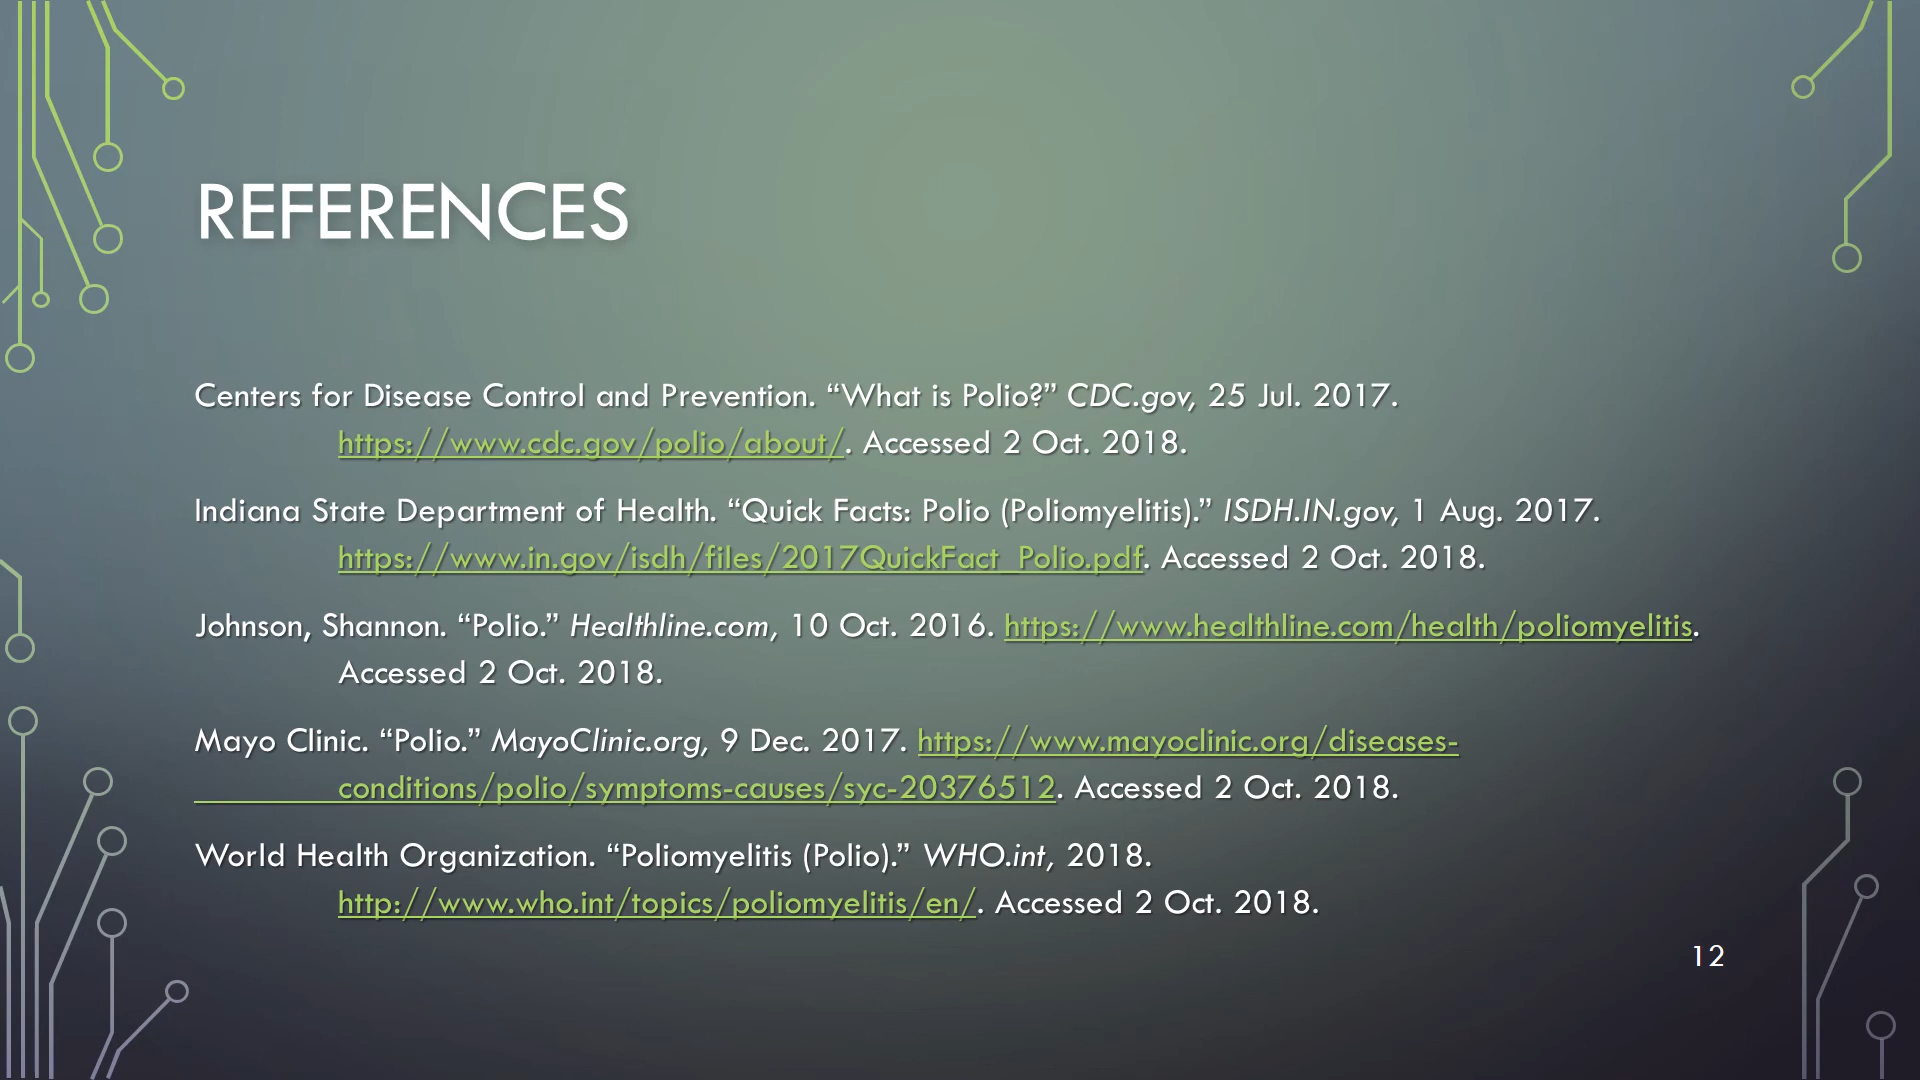 REFERENCES
Centers for Disease Control and Prevention. “What is Polio?” CDC.gov, 25 Jul. 2017.
https://www.cdc.gov/polio/about/. Accessed 2 Oct. 2018.
Indiana State Department of Health. “Quick Facts: Polio (Poliomyelitis).” ISDH.IN.gov, 1 Aug. 2017.
https://www.in.gov/isdh/files/2017QuickFact_Polio.pdf. Accessed 2 Oct. 2018.
Johnson, Shannon. “Polio.” Healthline.com, 10 Oct. 2016. https://www.healthline.com/health/poliomyelitis.
Accessed 2 Oct. 2018.
Mayo Clinic. “Polio.” MayoClinic.org, 9 Dec. 2017. https://www.mayoclinic.org/diseases-
conditions/polio/symptoms-causes/syc-20376512. Accessed 2 Oct. 2018.
World Health Organization. “Poliomyelitis (Polio).” WHO.int, 2018.
http://www.who.int/topics/poliomyelitis/en/. Accessed 2 Oct. 2018.
12